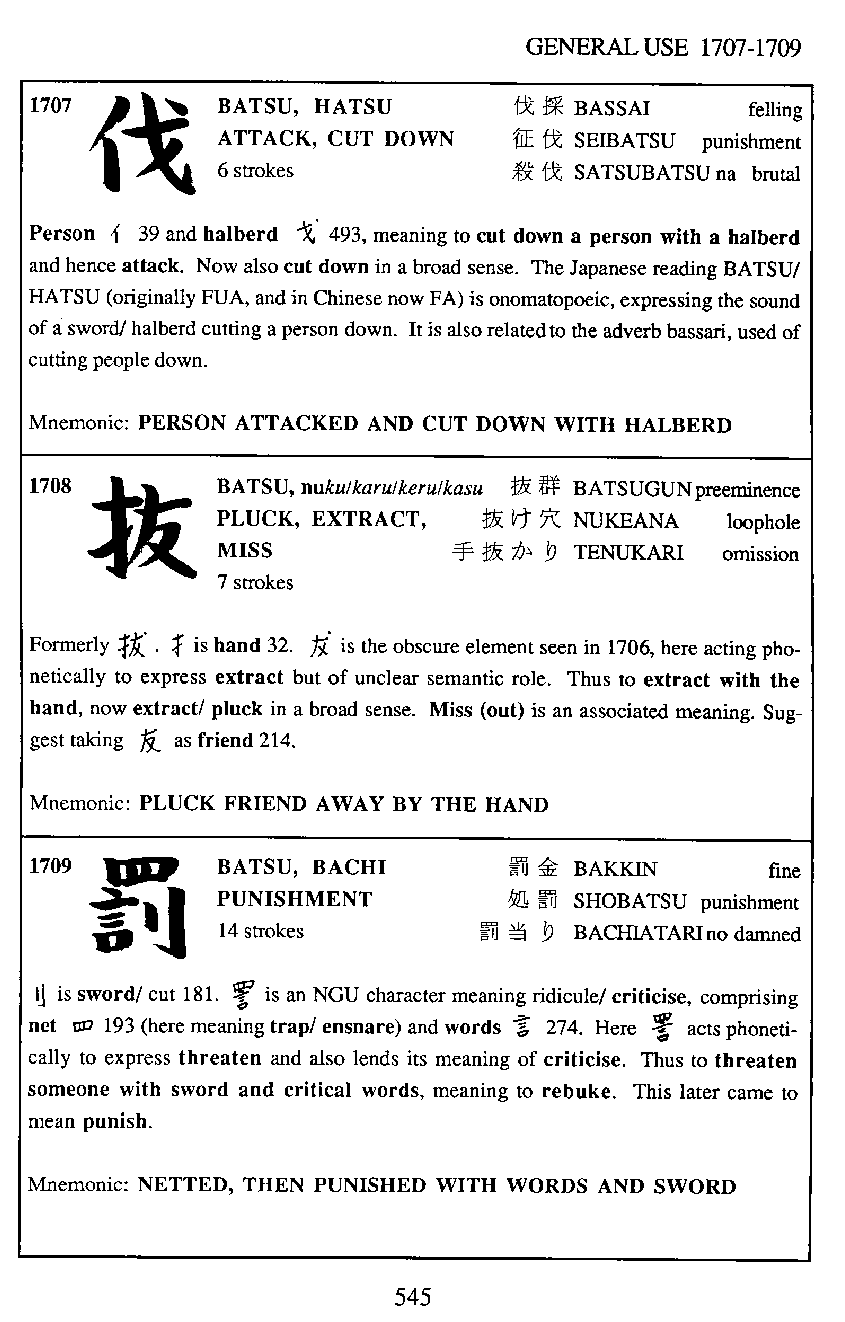 GENERAL USE 1707-1709
1707 伐 BATSU, HATSU 伐採 BASSAI felling
ATTACK, CUT DOWN 征伐 SEIBATSU punishment
6 strokes 殺伐 SATSUBATSU na brutal
Person 亻 39 and halberd 戈 493, meaning to cut down a person with a halberd
and hence attack. Now also cut down in a broad sense. The Japanese reading BATSU/
HATSU (originally FUA, and in Chinese now FA) is onomatopoeic, expressing the sound
of a sword/ halberd cutting a person down. It is also related to the adverb bassari, used of
cutting people down.
Mnemonic: PERSON ATTACKED AND CUT DOWN WITH HALBERD
1708 抜 BATSU, nuku/karu/keru/kasu 抜群 BATSUGUN preeminence
PLUCK, EXTRACT, 抜け穴 NUKEANA loophole
MISS 手抜かり TENUKARI omission
7 strokes
Formerly 拔. 扌 is hand 32. 犮 is the obscure element seen in 1706, here acting pho-
netically to express extract but of unclear semantic role. Thus to extract with the
hand, now extract/ pluck in a broad sense. Miss (out) is an associated meaning. Sug-
gest taking 友 as friend 214.
Mnemonic: PLUCK FRIEND AWAY BY THE HAND
1709 罰 BATSU, BACHI 罰金 BAKKIN fine
PUNISHMENT 処罰 SHOBATSU punishment
14 strokes 罰当り BACHIATARI no damned
刂 is sword/ cut 181. 詈 is an NGU character meaning ridicule/ criticise, comprising
net 罒 193 (here meaning trap/ ensnare) and words 言 274. Here 詈 acts phoneti-
cally to express threaten and also lends its meaning of criticise. Thus to threaten
someone with sword and critical words, meaning to rebuke. This later came to
mean punish.
Mnemonic: NETTED, THEN PUNISHED WITH WORDS AND SWORD
545